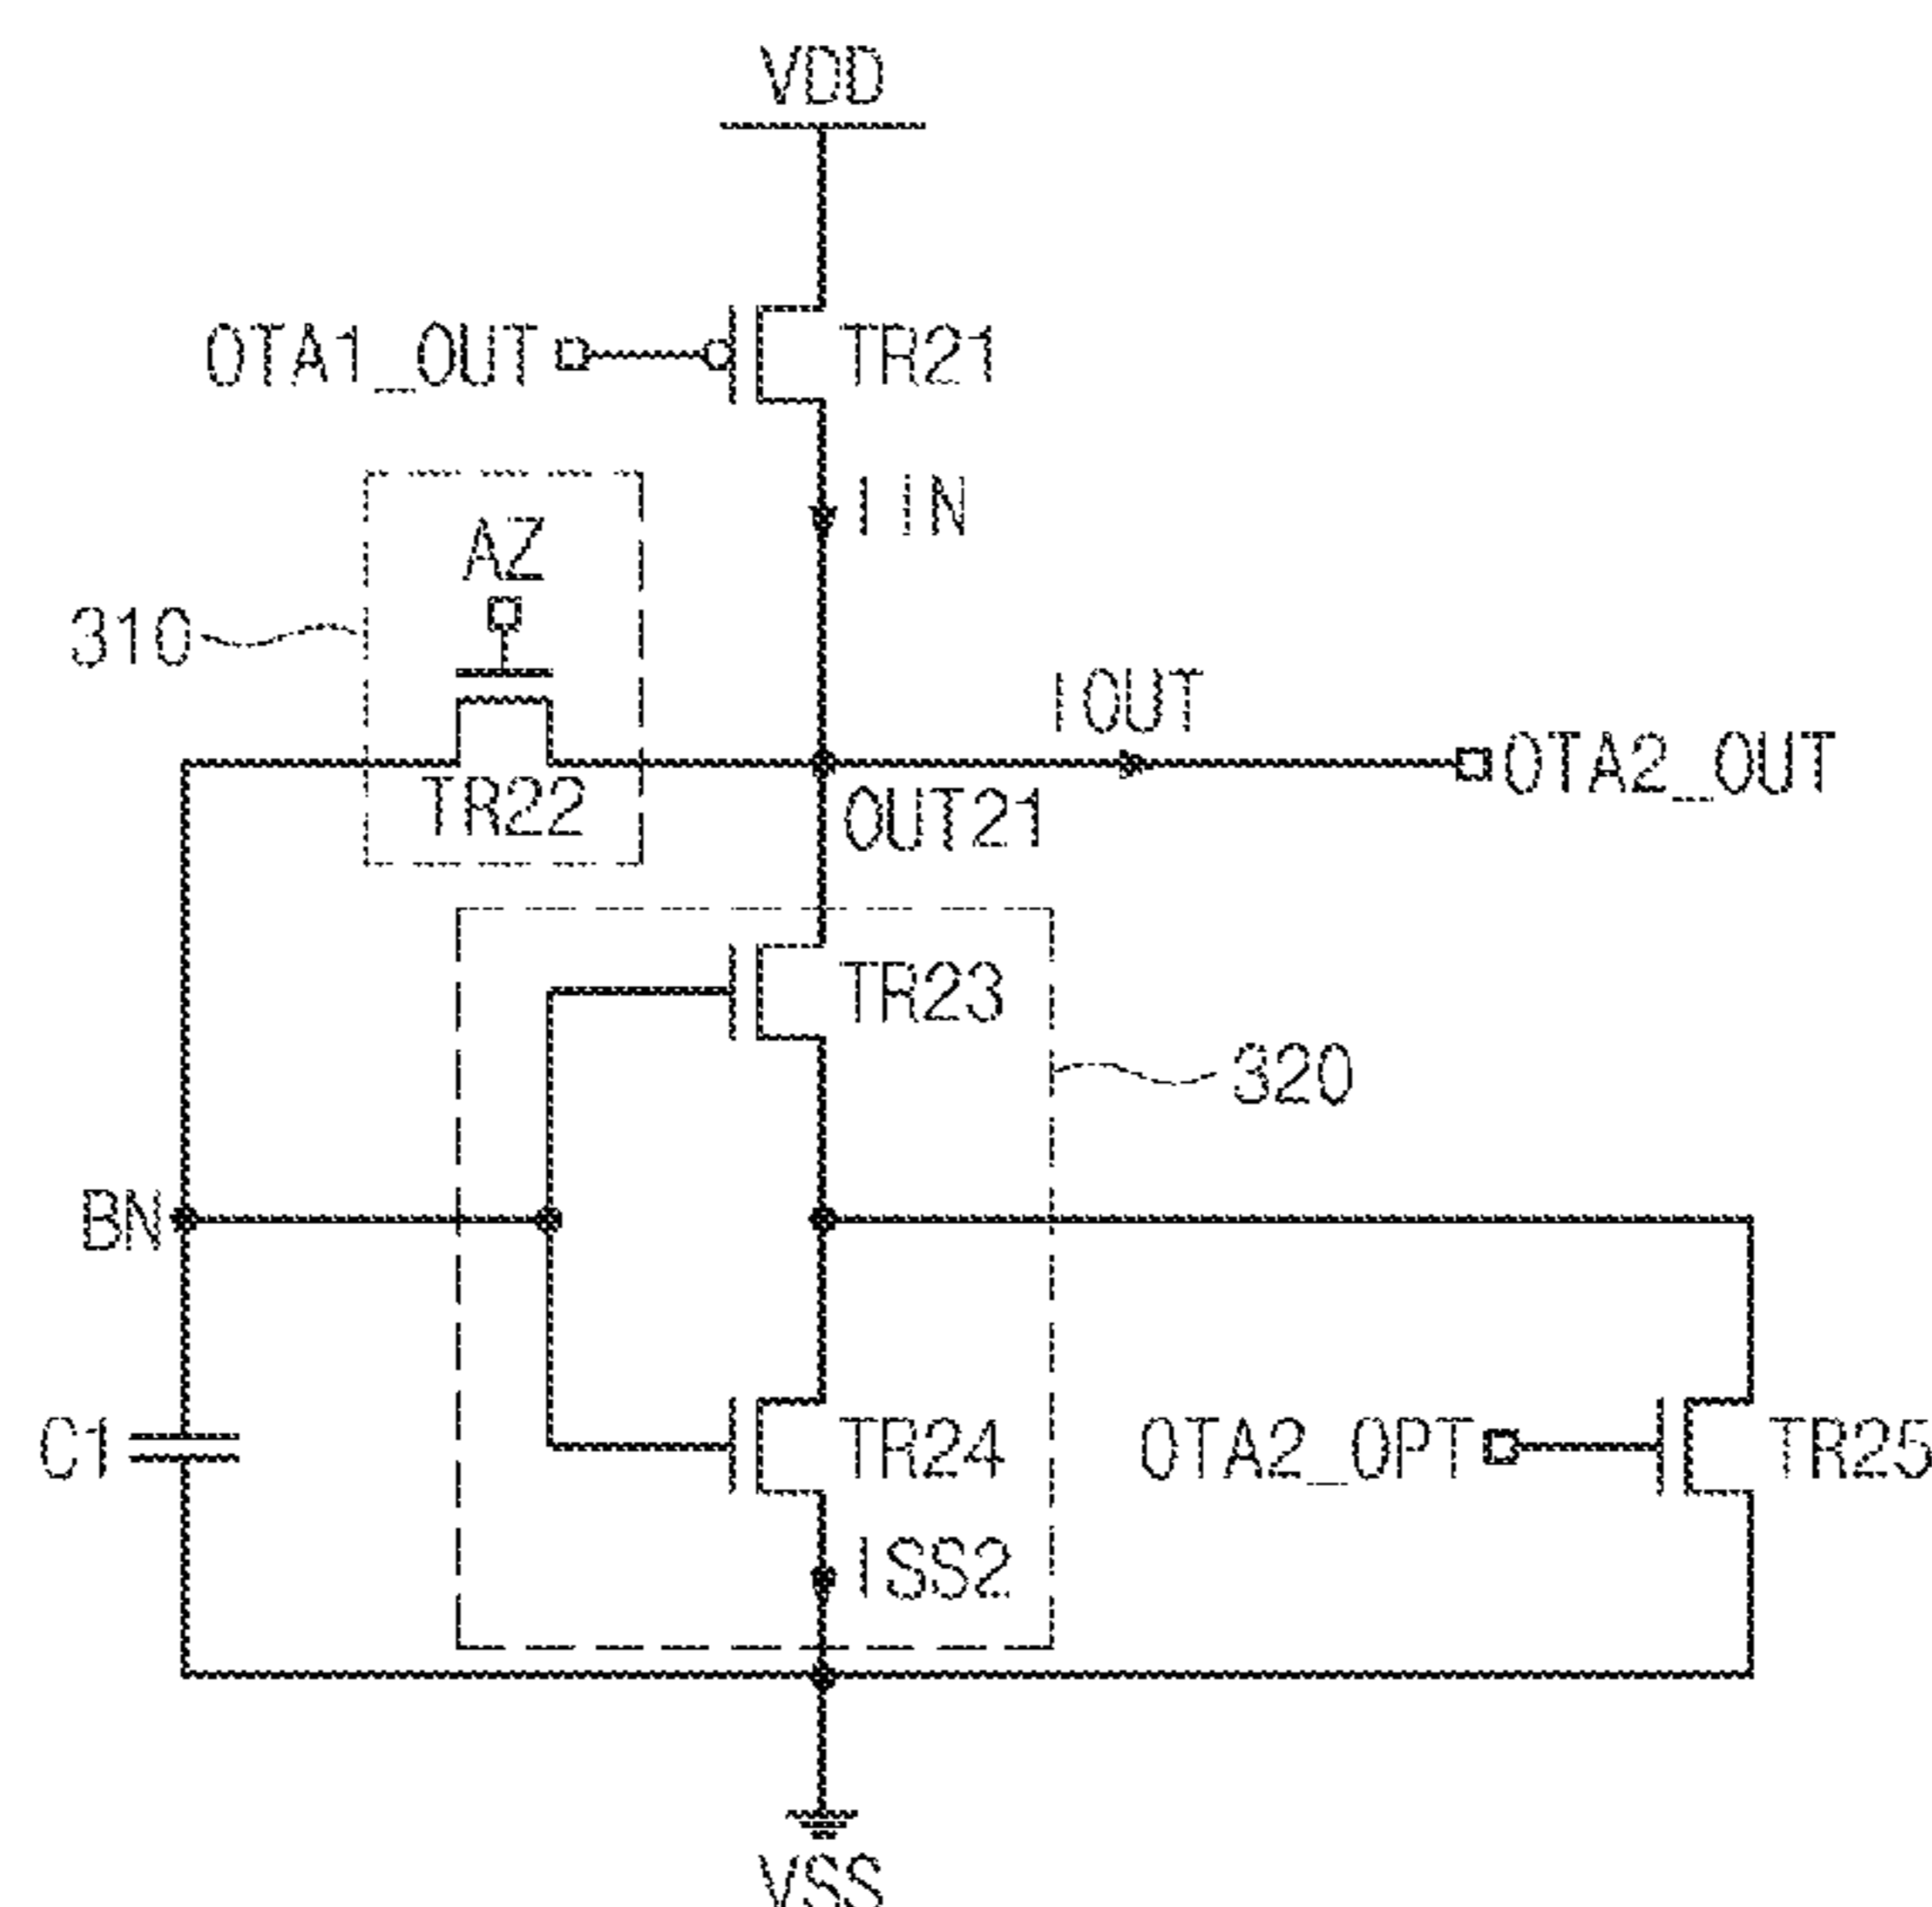 VDD
OTA1_OUT
TR21
IIN
AZ
310
IOUT
OTA2_OUT
TR22
OUT21
TR23
320
BN
C1
TR24
OTA2_OPT
TR25
ISS2
VSS